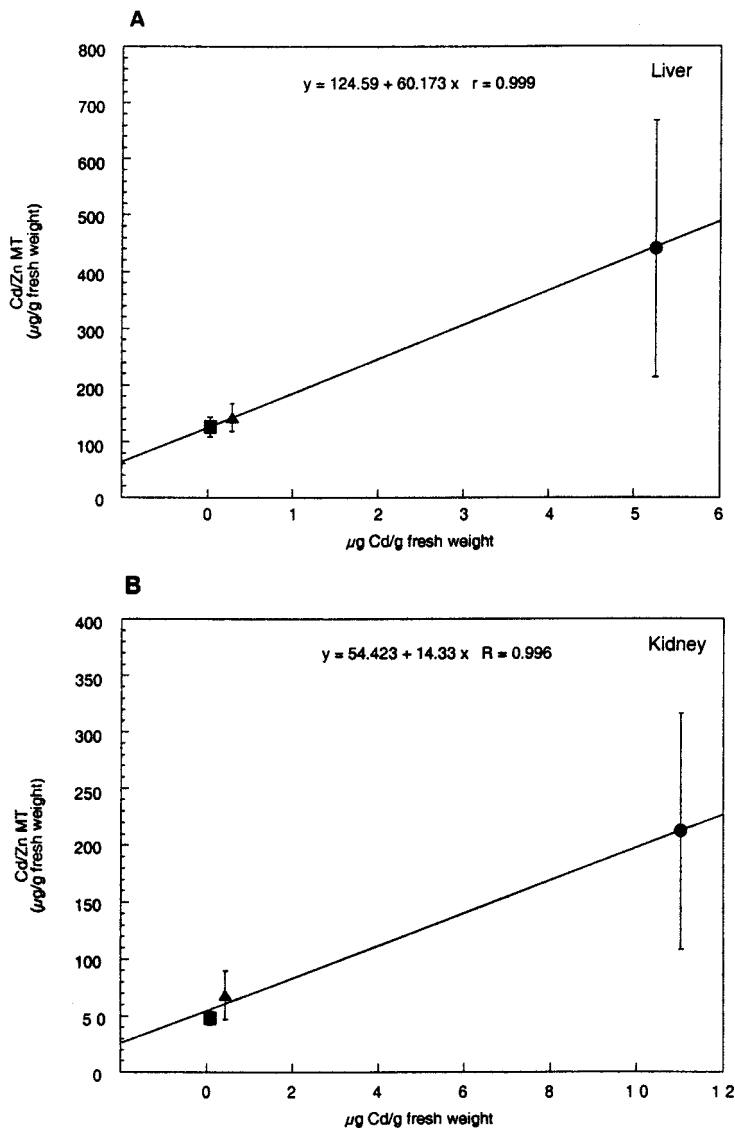 A
800
700
600
500
400
300
200
100
0
y = 124.59 + 60.173 x r = 0.999
Liver
Cd/Zn MT
(µg/g fresh weight)
0 1 2 3 4 5 6
µg Cd/g fresh weight
B
400
350
300
250
200
150
100
5 0
0
y = 54.423 + 14.33 x R = 0.996
Kidney
Cd/Zn MT
(µg/g fresh weight)
0 2 4 6 8 1 0 1 2
µg Cd/g fresh weight